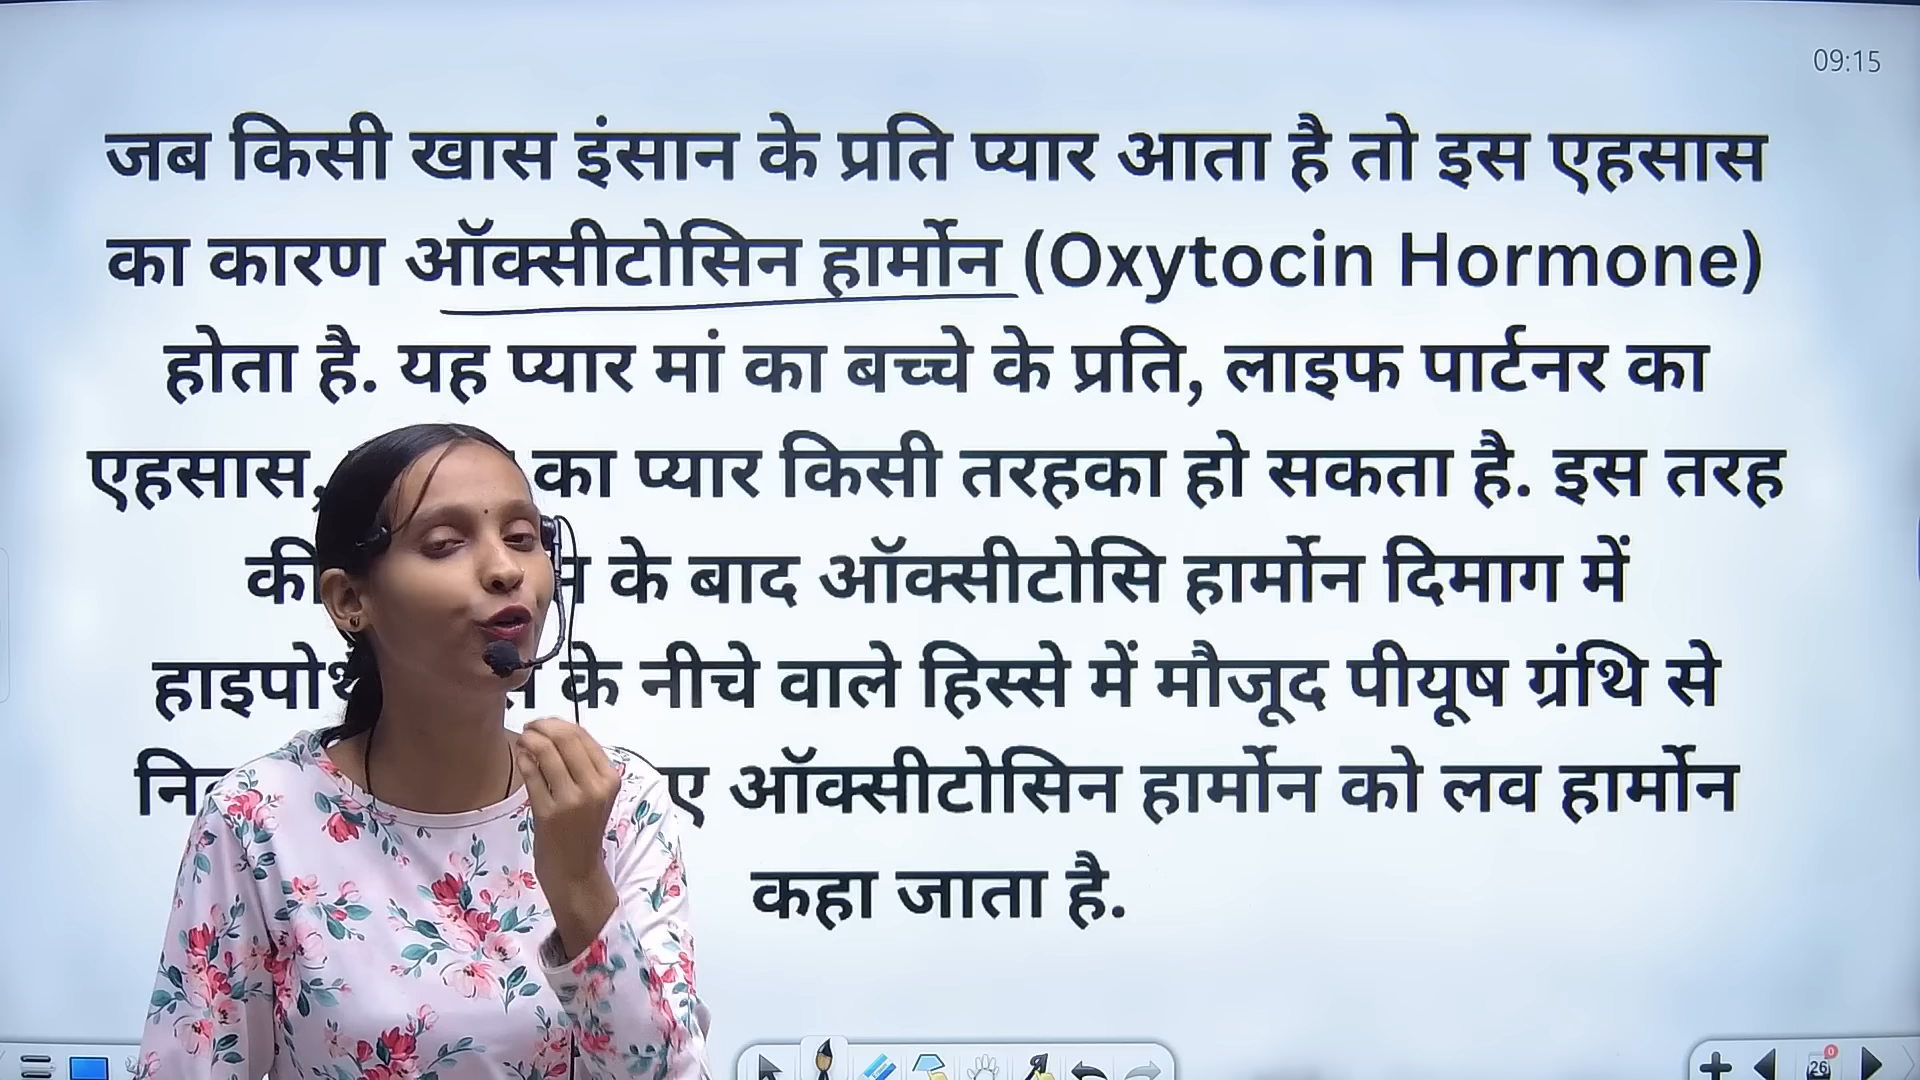 09:15
जब किसी खास इंसान के प्रति प्यार आता है तो इस एहसास
का कारण ऑक्सीटोसिन हार्मोन (Oxytocin Hormone)
होता है. यह प्यार मां का बच्चे के प्रति, लाइफ पार्टनर का
एहसास, का प्यार किसी तरहका हो सकता है. इस तरह
की के बाद ऑक्सीटोसि हार्मोन दिमाग में
के नीचे वाले हिस्से में मौजूद पीयूष ग्रंथि से
ऑक्सीटोसिन हार्मोन को लव हार्मोन
कहा जाता है.
26